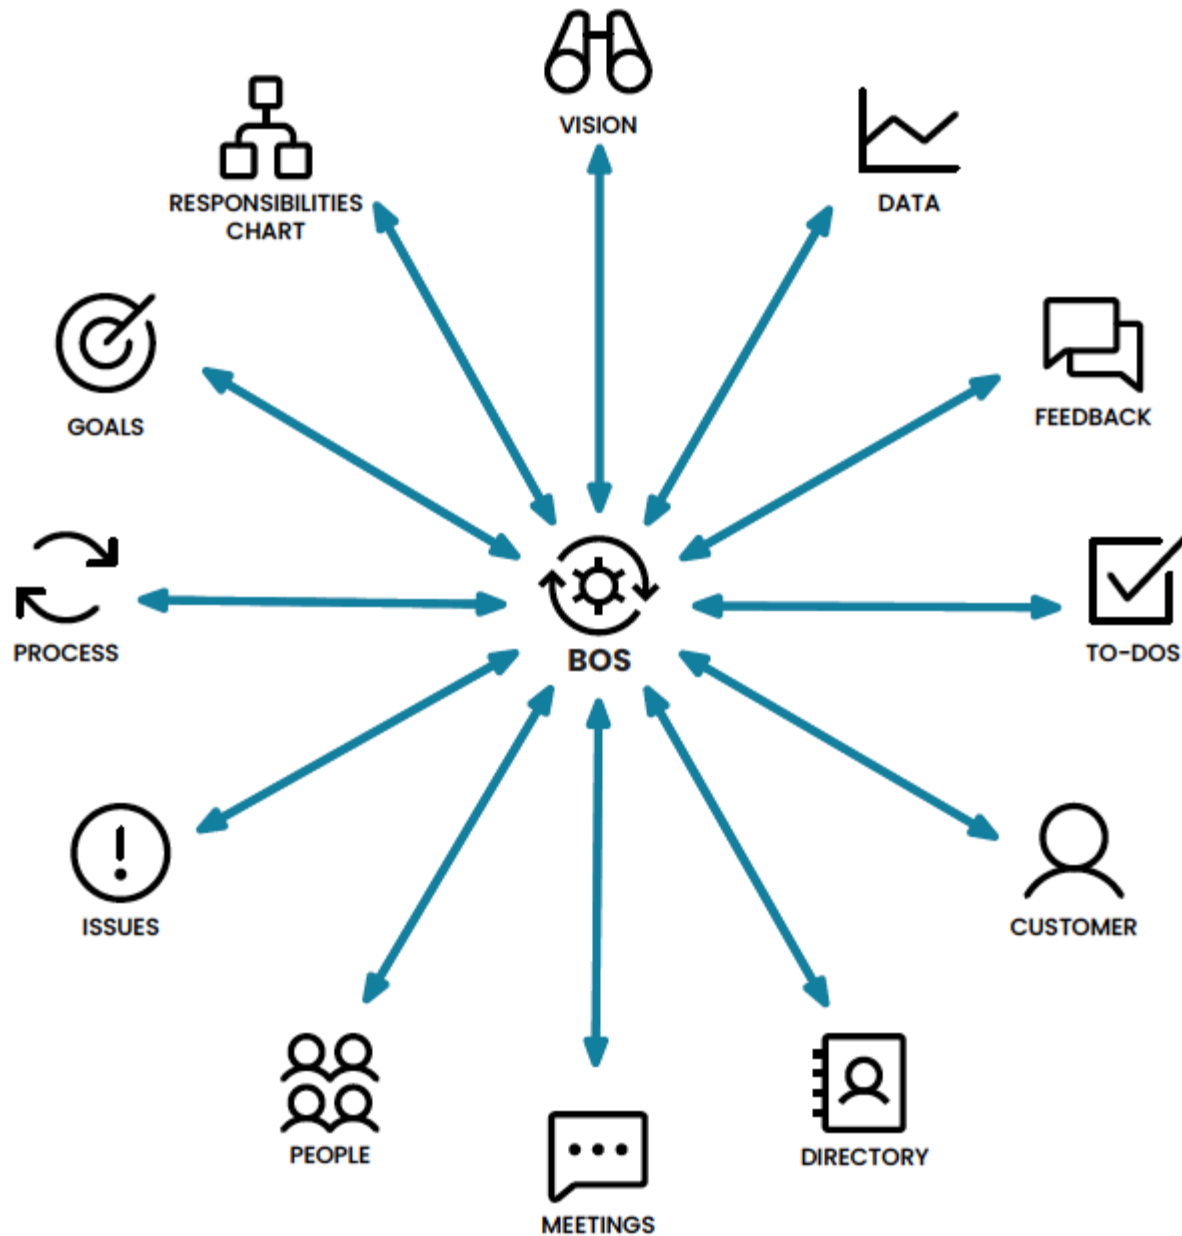 VISION
RESPONSIBILITIES
CHART
DATA
GOALS
FEEDBACK
PROCESS
BOS
TO-DOS
ISSUES
CUSTOMER
PEOPLE
DIRECTORY
MEETINGS